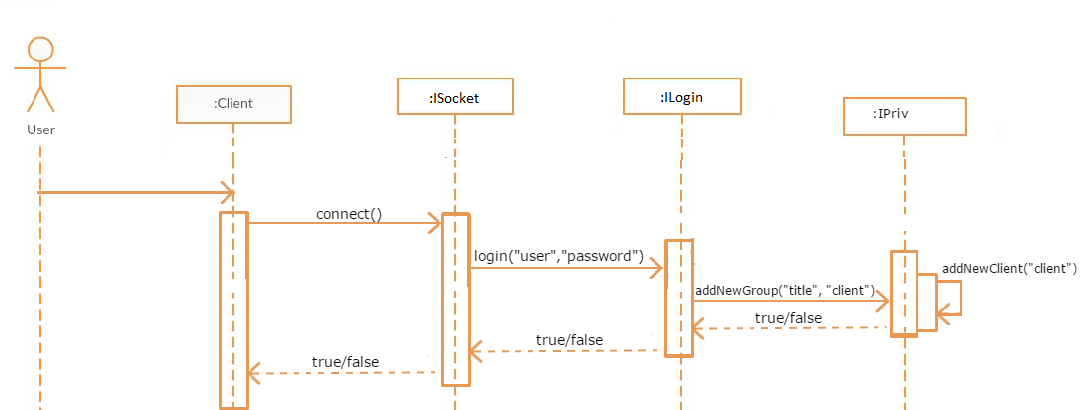 User
:Client
:ISocket
:ILogin
:IPriv
connect()
login("user","password")
addNewGroup("title", "client")
addNewClient("client")
true/false
true/false
true/false